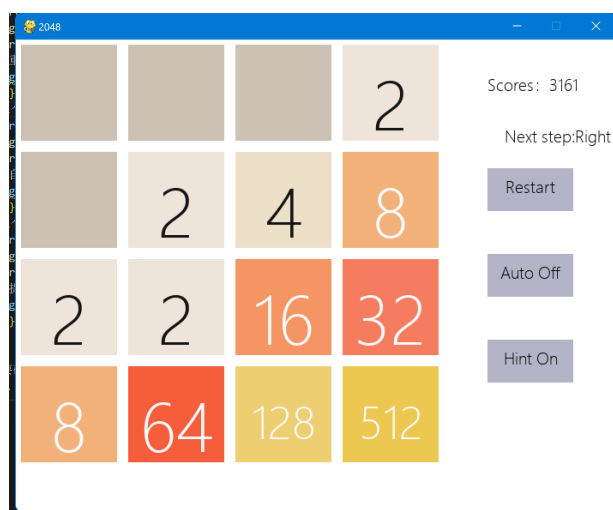 2048
Scores: 3161
Next step:Right
2
2 4 8
Restart
2 2 16 32
Auto Off
Hint On
8 64 128 512